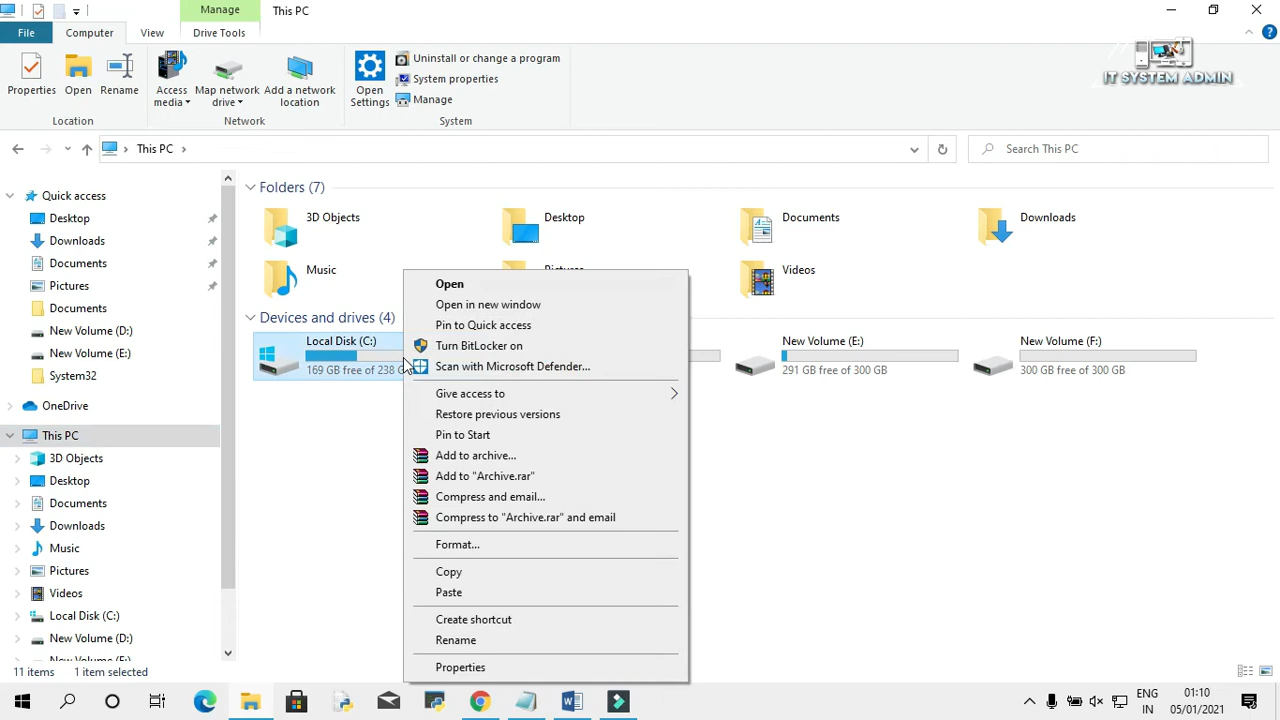 Manage
This PC
File
Computer
View
Drive Tools
Properties
Open
Rename
Access media
Map network drive
Add a network location
Open Settings
Uninstall or change a program
System properties
Manage
Location
Network
System
IT SYSTEM ADMIN
This PC
Search This PC
Quick access
Desktop
Downloads
Documents
Pictures
Documents
New Volume (D:)
New Volume (E:)
System32
OneDrive
This PC
3D Objects
Desktop
Documents
Downloads
Music
Pictures
Videos
Local Disk (C:)
New Volume (D:)
Folders (7)
3D Objects
Desktop
Documents
Downloads
Music
Videos
Devices and drives (4)
Local Disk (C:)
169 GB free of 238
New Volume (E:)
291 GB free of 300 GB
New Volume (F:)
300 GB free of 300 GB
Open
Open in new window
Pin to Quick access
Turn BitLocker on
Scan with Microsoft Defender...
Give access to
Restore previous versions
Pin to Start
Add to archive...
Add to "Archive.rar"
Compress and email...
Compress to "Archive.rar" and email
Format...
Copy
Paste
Create shortcut
Rename
Properties
11 items
1 item selected
ENG
IN
01:10
05/01/2021